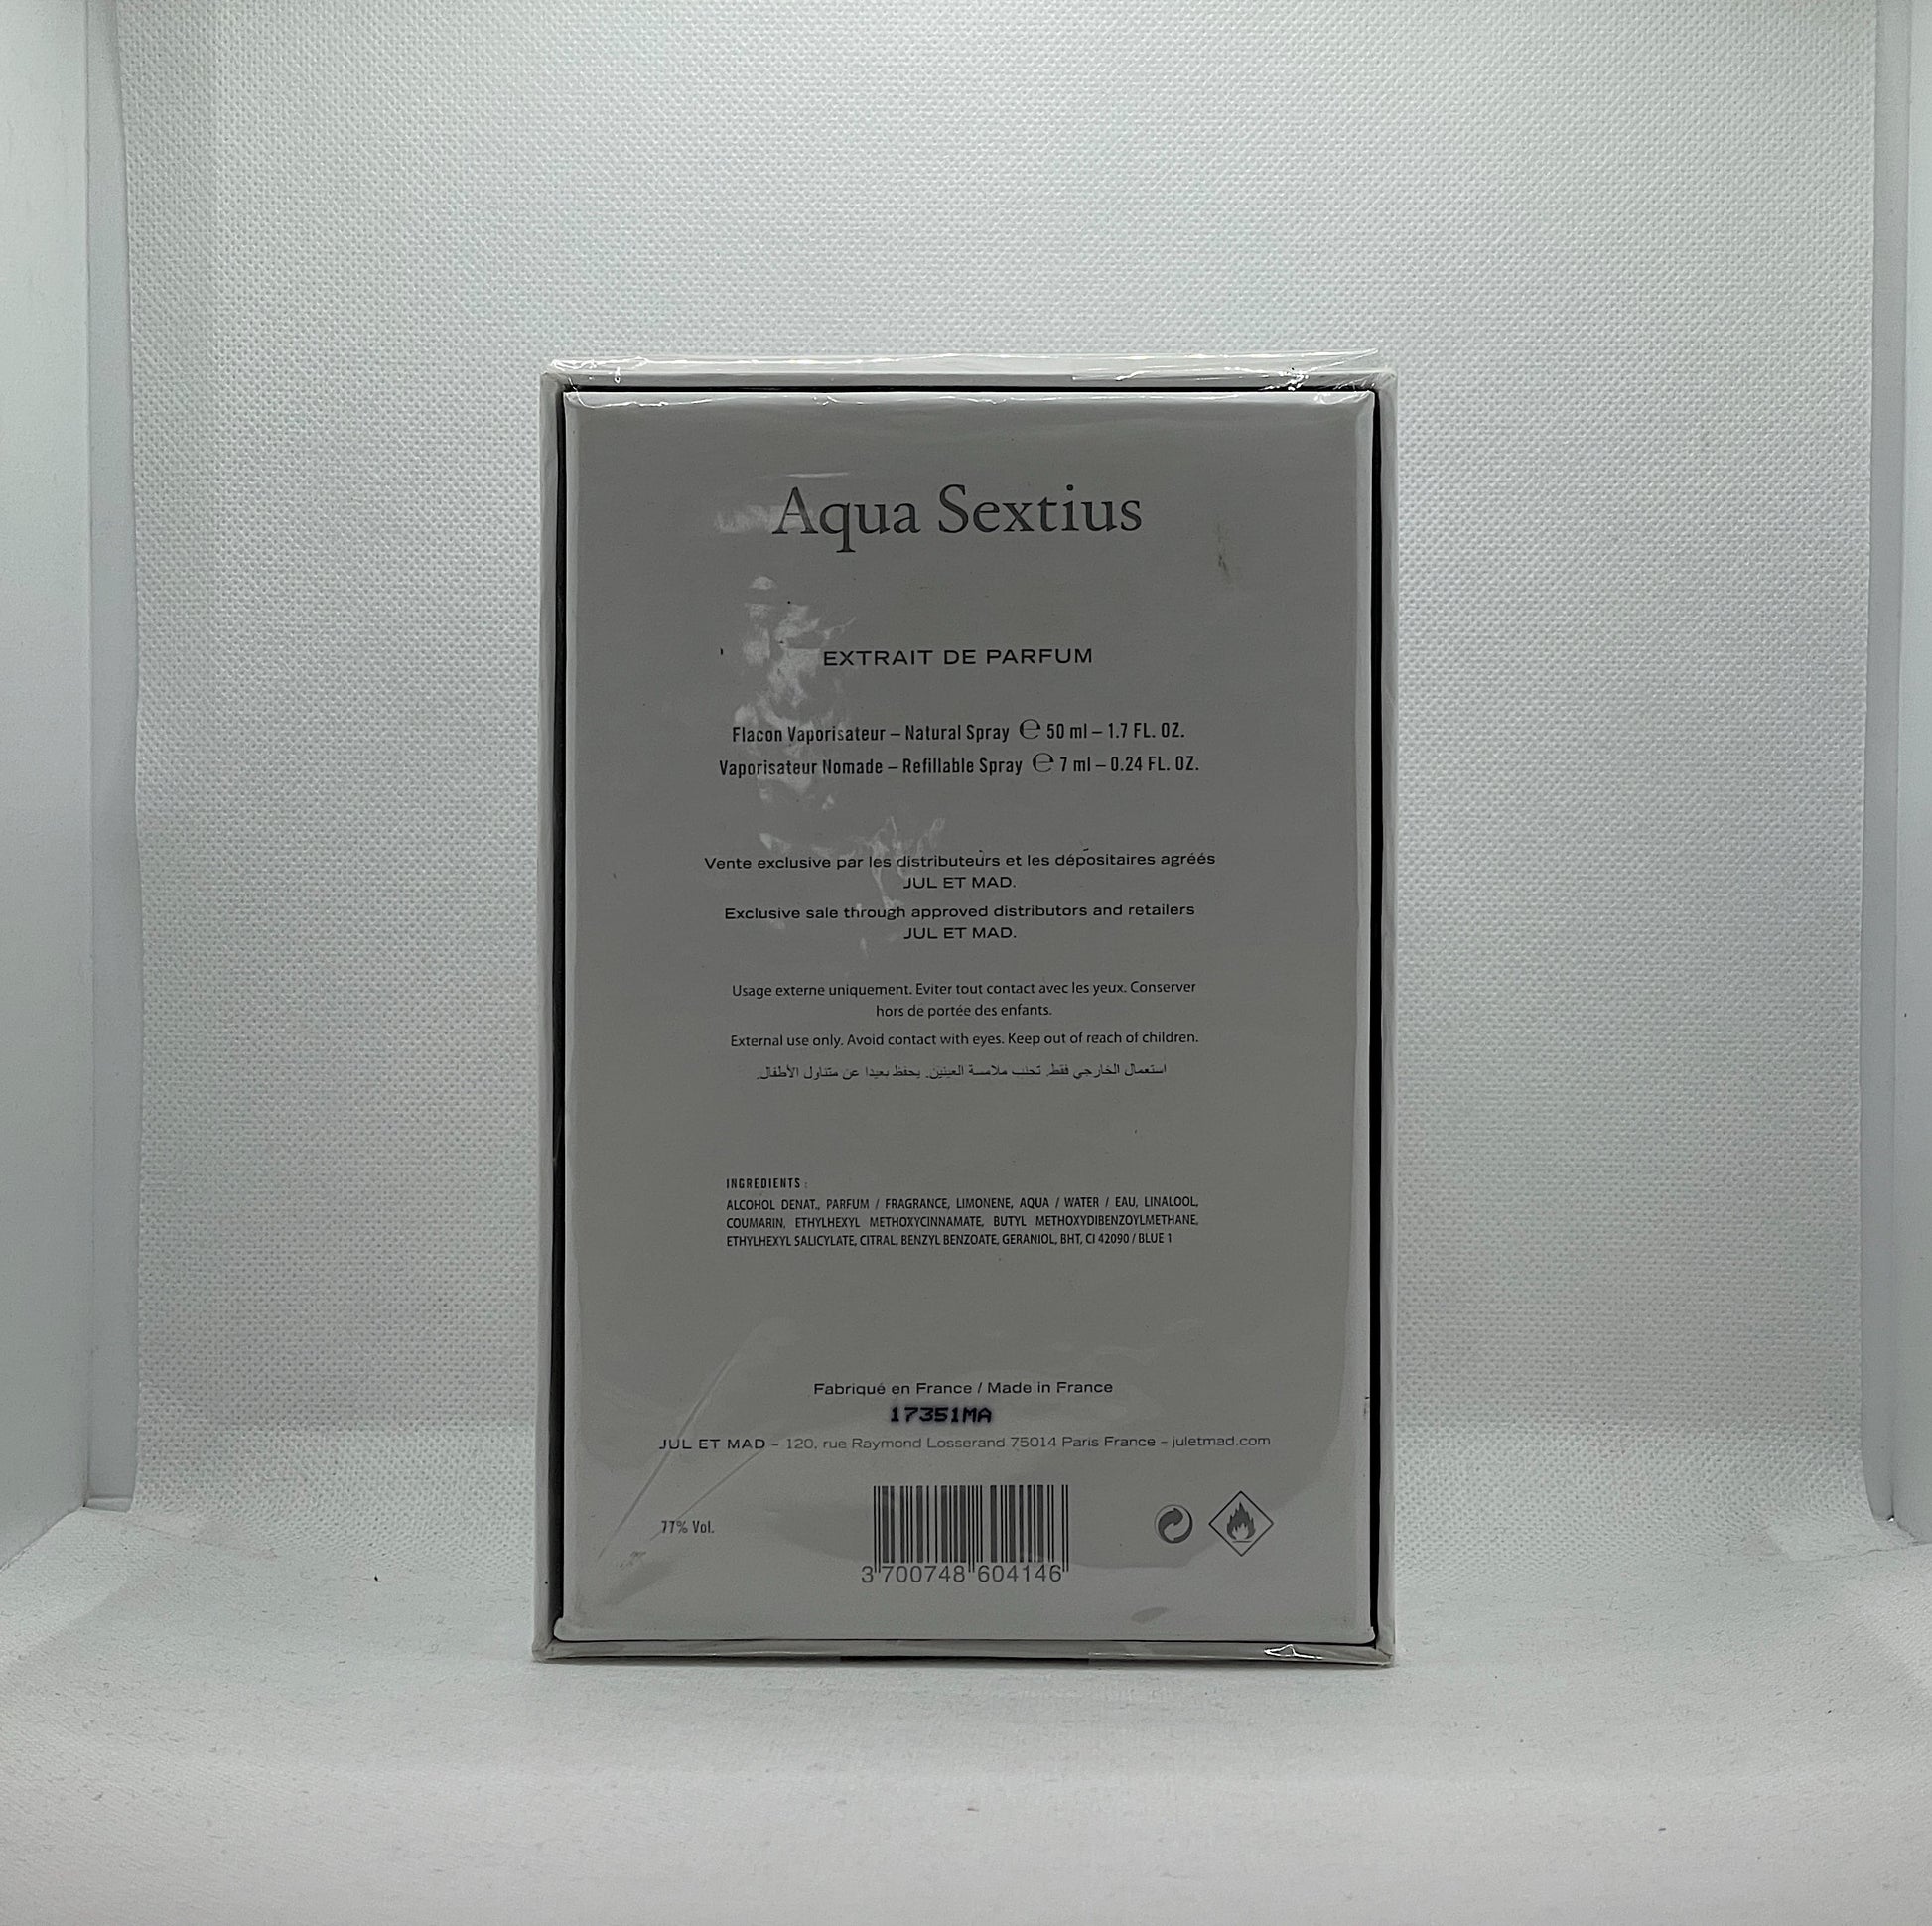 Aqua Sextius
EXTRAIT DE PARFUM
Flacon Vaporisateur – Natural Spray ℮ 50 ml – 1.7 FL. OZ.
Vaporisateur Nomade – Refillable Spray ℮ 7 ml – 0.24 FL. OZ.
Vente exclusive par les distributeurs et les dépositaires agréés
JUL ET MAD.
Exclusive sale through approved distributors and retailers
JUL ET MAD.
Usage externe uniquement. Eviter tout contact avec les yeux. Conserver
hors de portée des enfants.
External use only. Avoid contact with eyes. Keep out of reach of children.
استعمال الخارجي فقط. تجنب ملامسة العينين. يحفظ بعيدا عن متناول الأطفال.
INGREDIENTS :
ALCOHOL DENAT., PARFUM / FRAGRANCE, LIMONENE, AQUA / WATER / EAU, LINALOOL,
COUMARIN, ETHYLHEXYL METHOXYCINNAMATE, BUTYL METHOXYDIBENZOYLMETHANE,
ETHYLHEXYL SALICYLATE, CITRAL, BENZYL BENZOATE, GERANIOL, BHT, CI 42090 / BLUE 1
Fabriqué en France / Made in France
17351MA
JUL ET MAD – 120, rue Raymond Losserand 75014 Paris France – juletmad.com
77% Vol.
3 700748 604146